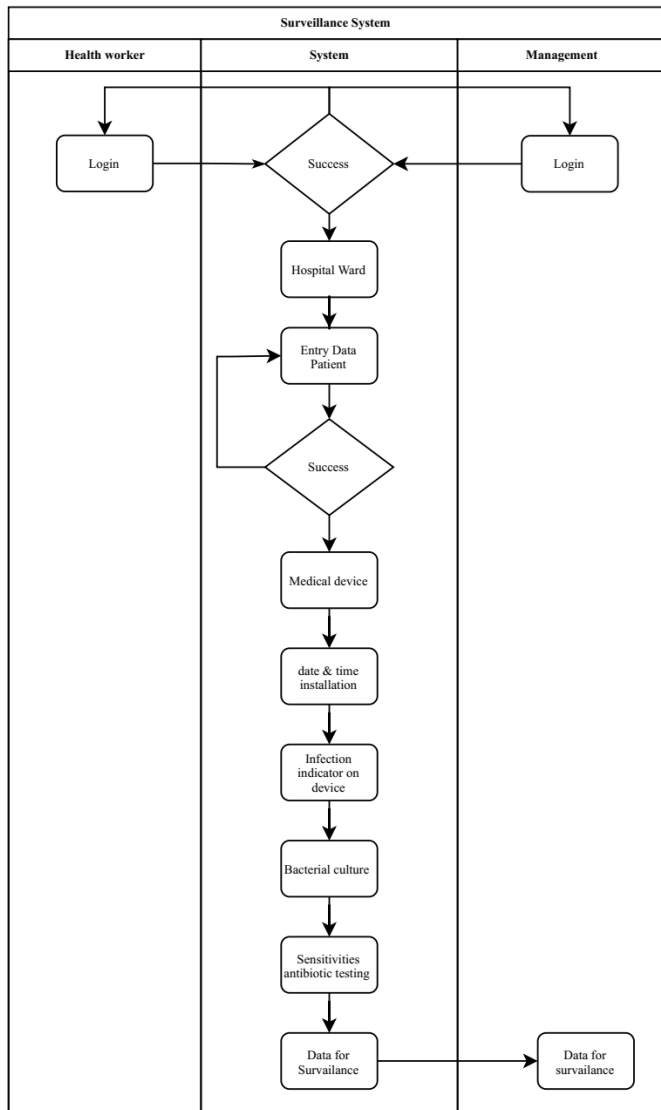 Surveillance System
Health worker
System
Management
Login
Success
Login
Hospital Ward
Entry Data
Patient
Success
Medical device
date & time
installation
Infection
indicator on
device
Bacterial culture
Sensitivities
antibiotic testing
Data for
Survailance
Data for
survailance